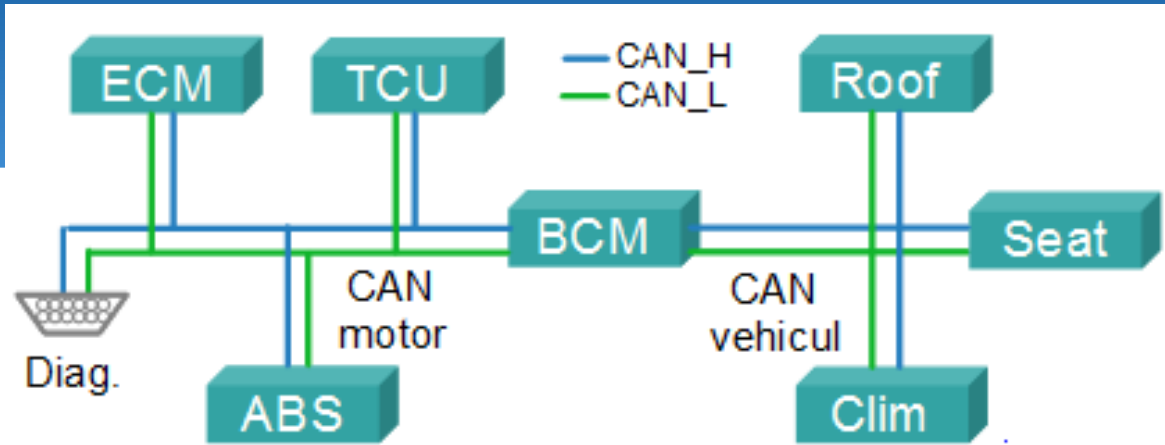 ECM
TCU
CAN_H
CAN_L
Roof
BCM
Seat
CAN
motor
CAN
vehicul
Diag.
ABS
Clim